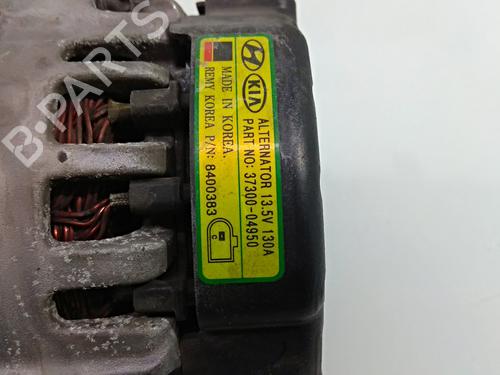 KIA
ALTERNATOR 13.5V 130A
PART NO: 37300-04950
MADE IN KOREA.
REMY KOREA P/N: 8400383
C
B-PARTS